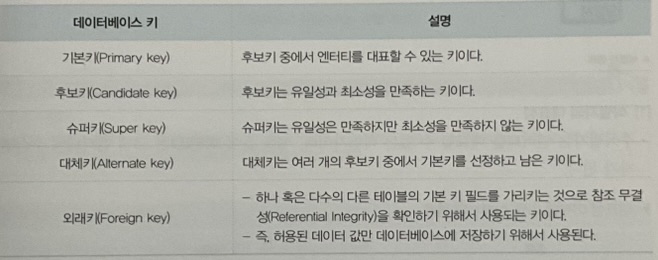 데이터베이스 키 설명
기본키(Primary key) 후보키 중에서 엔터티를 대표할 수 있는 키이다.
후보키(Candidate key) 후보키는 유일성과 최소성을 만족하는 키이다.
슈퍼키(Super key) 슈퍼키는 유일성은 만족하지만 최소성을 만족하지 않는 키이다.
대체키(Alternate key) 대체키는 여러 개의 후보키 중에서 기본키를 선정하고 남은 키이다.
외래키(Foreign key)
– 하나 혹은 다수의 다른 테이블의 기본 키 필드를 가리키는 것으로 참조 무결
성(Referential Integrity)을 확인하기 위해서 사용되는 키이다.
– 즉, 허용된 데이터 값만 데이터베이스에 저장하기 위해서 사용된다.